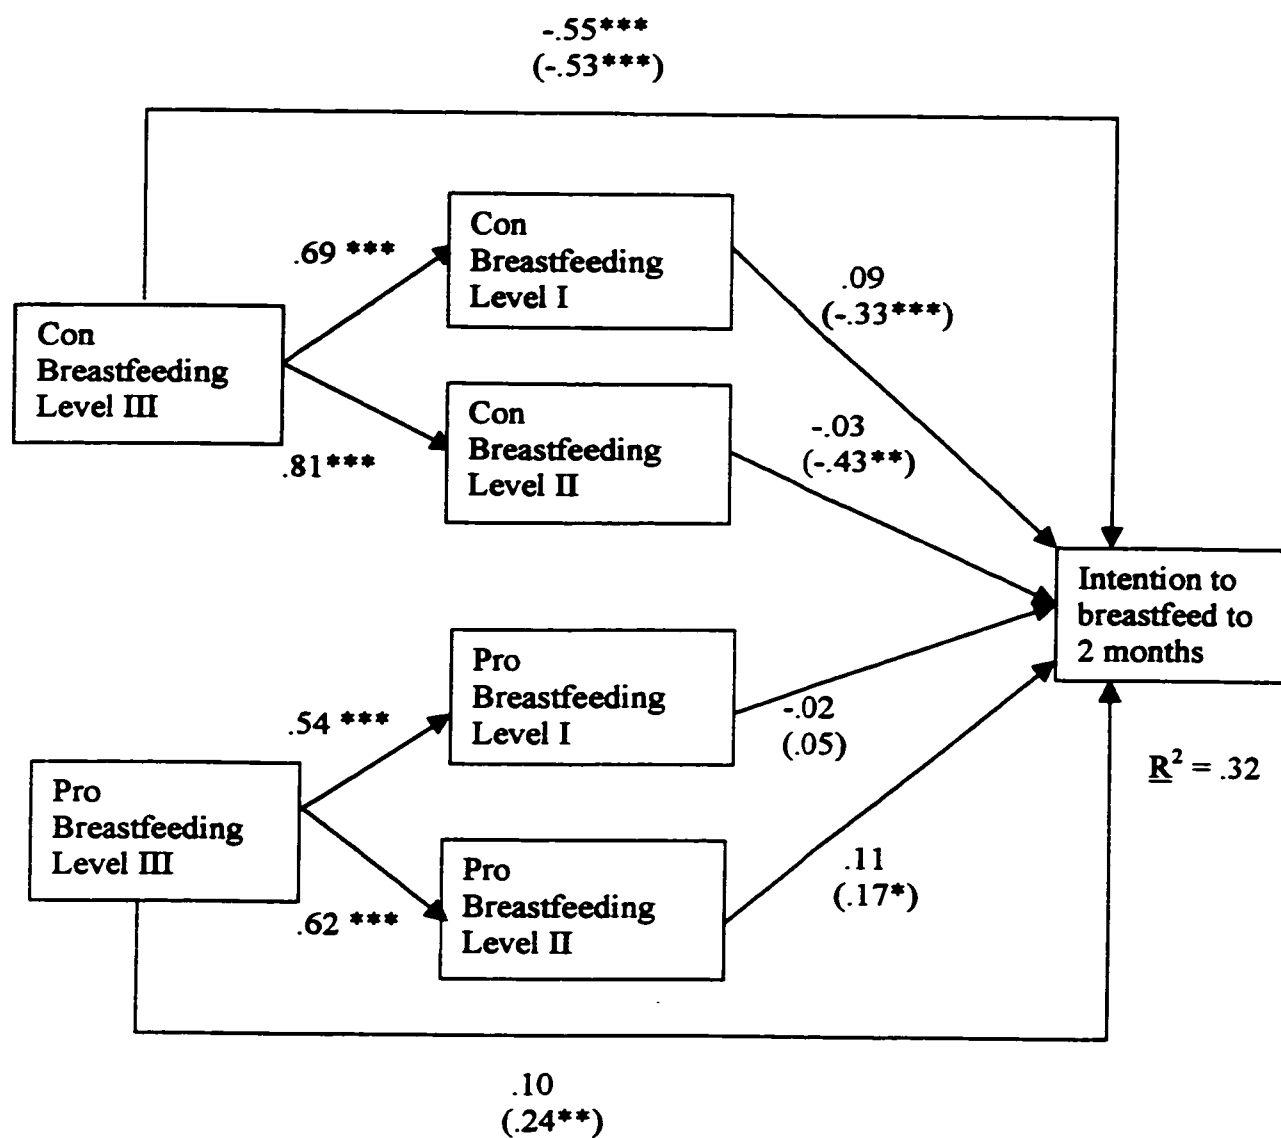 -.55***
(-.53***)
Con
Breastfeeding
Level I
.69 ***
.09
(-.33***)
Con
Breastfeeding
Level III
Con
Breastfeeding
Level II
.81***
-.03
(-.43**)
Intention to
breastfeed to
2 months
Pro
Breastfeeding
Level I
.54 ***
-.02
(.05)
R² = .32
Pro
Breastfeeding
Level III
Pro
Breastfeeding
Level II
.62 ***
.11
(.17*)
.10
(.24**)